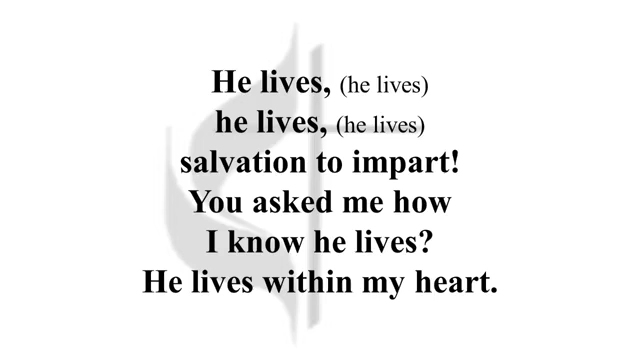 He lives, (he lives)
he lives, (he lives)
salvation to impart!
You asked me how
I know he lives?
He lives within my heart.